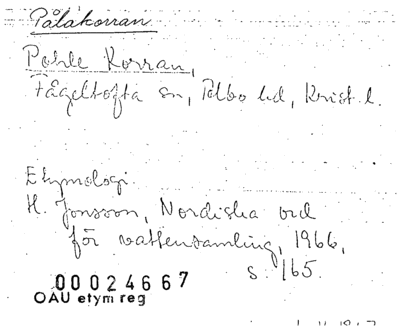 Pålakorran
Pohle Korran,
Fågeltofta sn, Albo hd, Krist. l.
Etymologi.
H. Jonsson, Nordiska ord
för vattensamling, 1966,
s. 165.
00024667
OAU etym reg